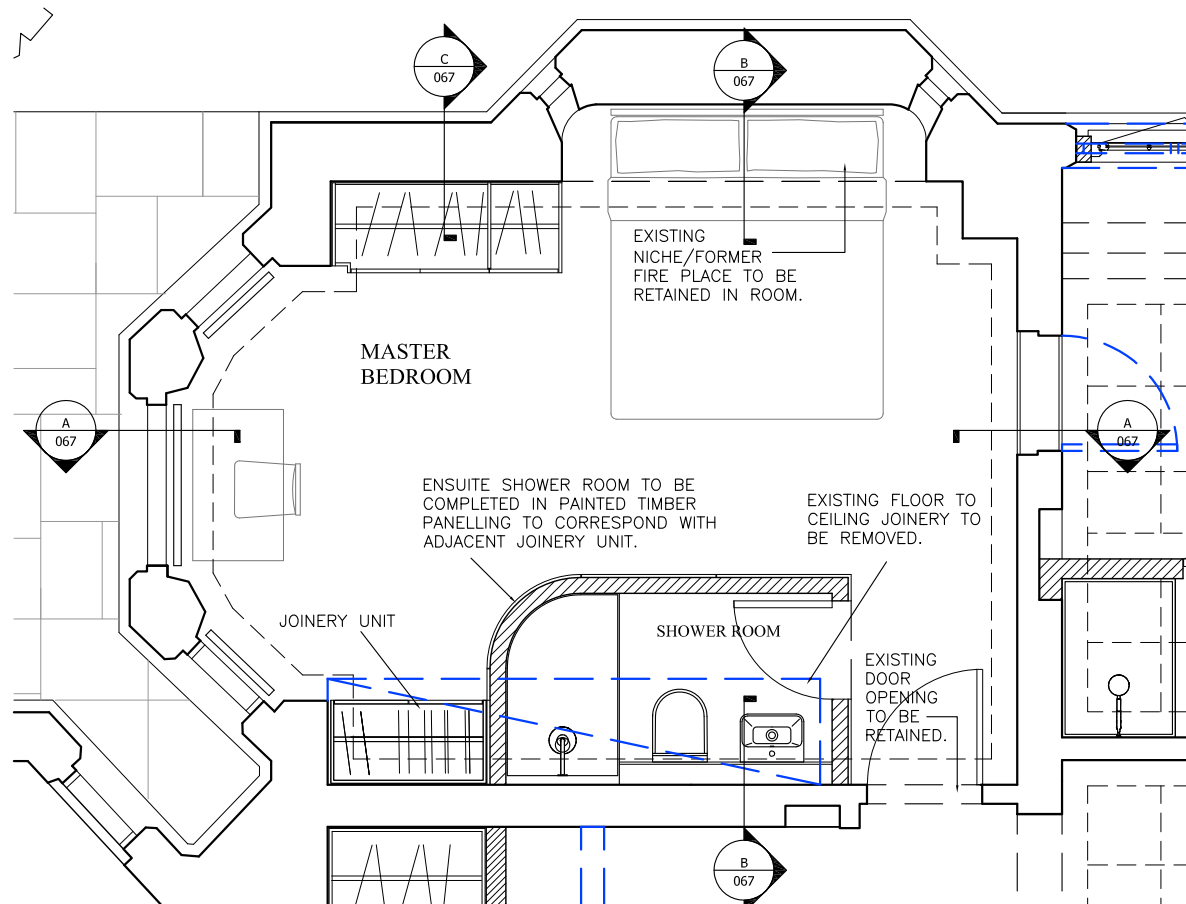 C
067
B
067
EXISTING
NICHE/FORMER
FIRE PLACE TO BE
RETAINED IN ROOM.
MASTER
BEDROOM
A
067
A
067
ENSUITE SHOWER ROOM TO BE
COMPLETED IN PAINTED TIMBER
PANELLING TO CORRESPOND WITH
ADJACENT JOINERY UNIT.
EXISTING FLOOR TO
CEILING JOINERY TO
BE REMOVED.
JOINERY UNIT
SHOWER ROOM
EXISTING
DOOR
OPENING
TO BE
RETAINED.
B
067